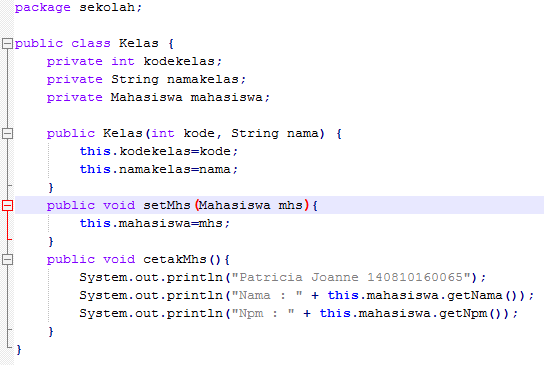 package sekolah;
public class Kelas {
private int kodekelas;
private String namakelas;
private Mahasiswa mahasiswa;
public Kelas(int kode, String nama) {
this.kodekelas=kode;
this.namakelas=nama;
}
public void setMhs(Mahasiswa mhs){
this.mahasiswa=mhs;
}
public void cetakMhs(){
System.out.println("Patricia Joanne 140810160065");
System.out.println("Nama : " + this.mahasiswa.getNama());
System.out.println("Npm : " + this.mahasiswa.getNpm());
}
}